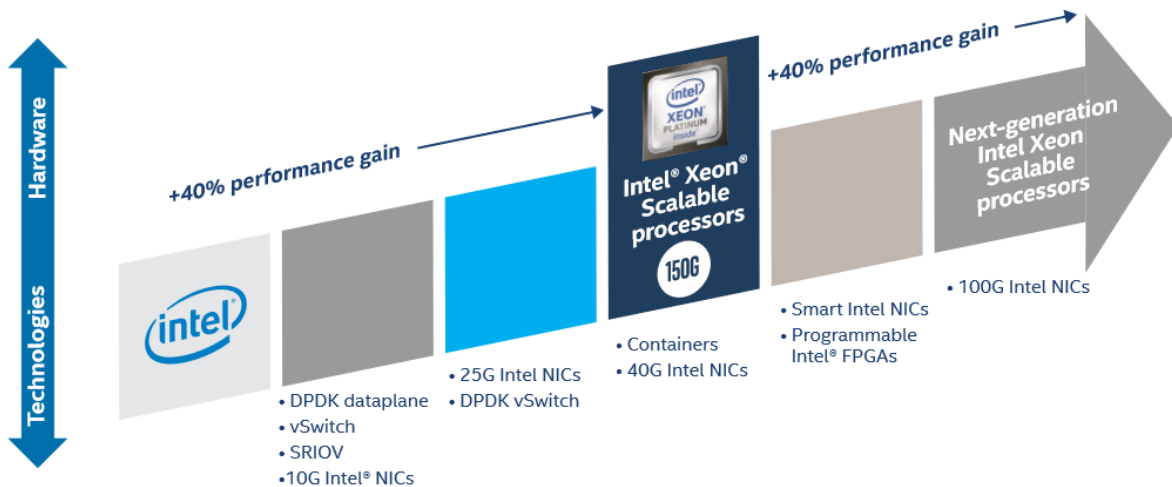 Hardware
Technologies
+40% performance gain
+40% performance gain
intel®
• DPDK dataplane
• vSwitch
• SRIOV
•10G Intel® NICs
• 25G Intel NICs
• DPDK vSwitch
intel
XEON
PLATINUM
inside™
Intel® Xeon®
Scalable
processors
150G
• Containers
• 40G Intel NICs
• Smart Intel NICs
• Programmable
Intel® FPGAs
Next-generation
Intel Xeon
Scalable
processors
• 100G Intel NICs